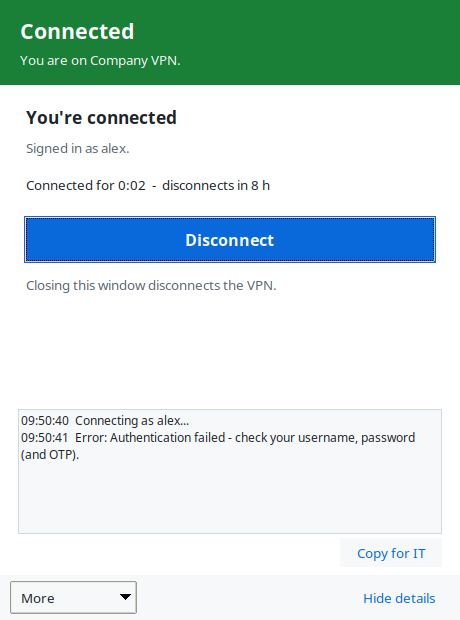 Connected
You are on Company VPN.
You're connected
Signed in as alex.
Connected for 0:02 - disconnects in 8 h
Disconnect
Closing this window disconnects the VPN.
09:50:40 Connecting as alex...
09:50:41 Error: Authentication failed - check your username, password
(and OTP).
Copy for IT
More
Hide details